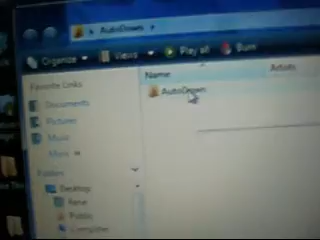 AutoDown
Organize Views Play all Burn
Favorite Links
Name Artists
Documents
AutoDown
Pictures
Music
More
Folders
Desktop
Rene
Public
Computer